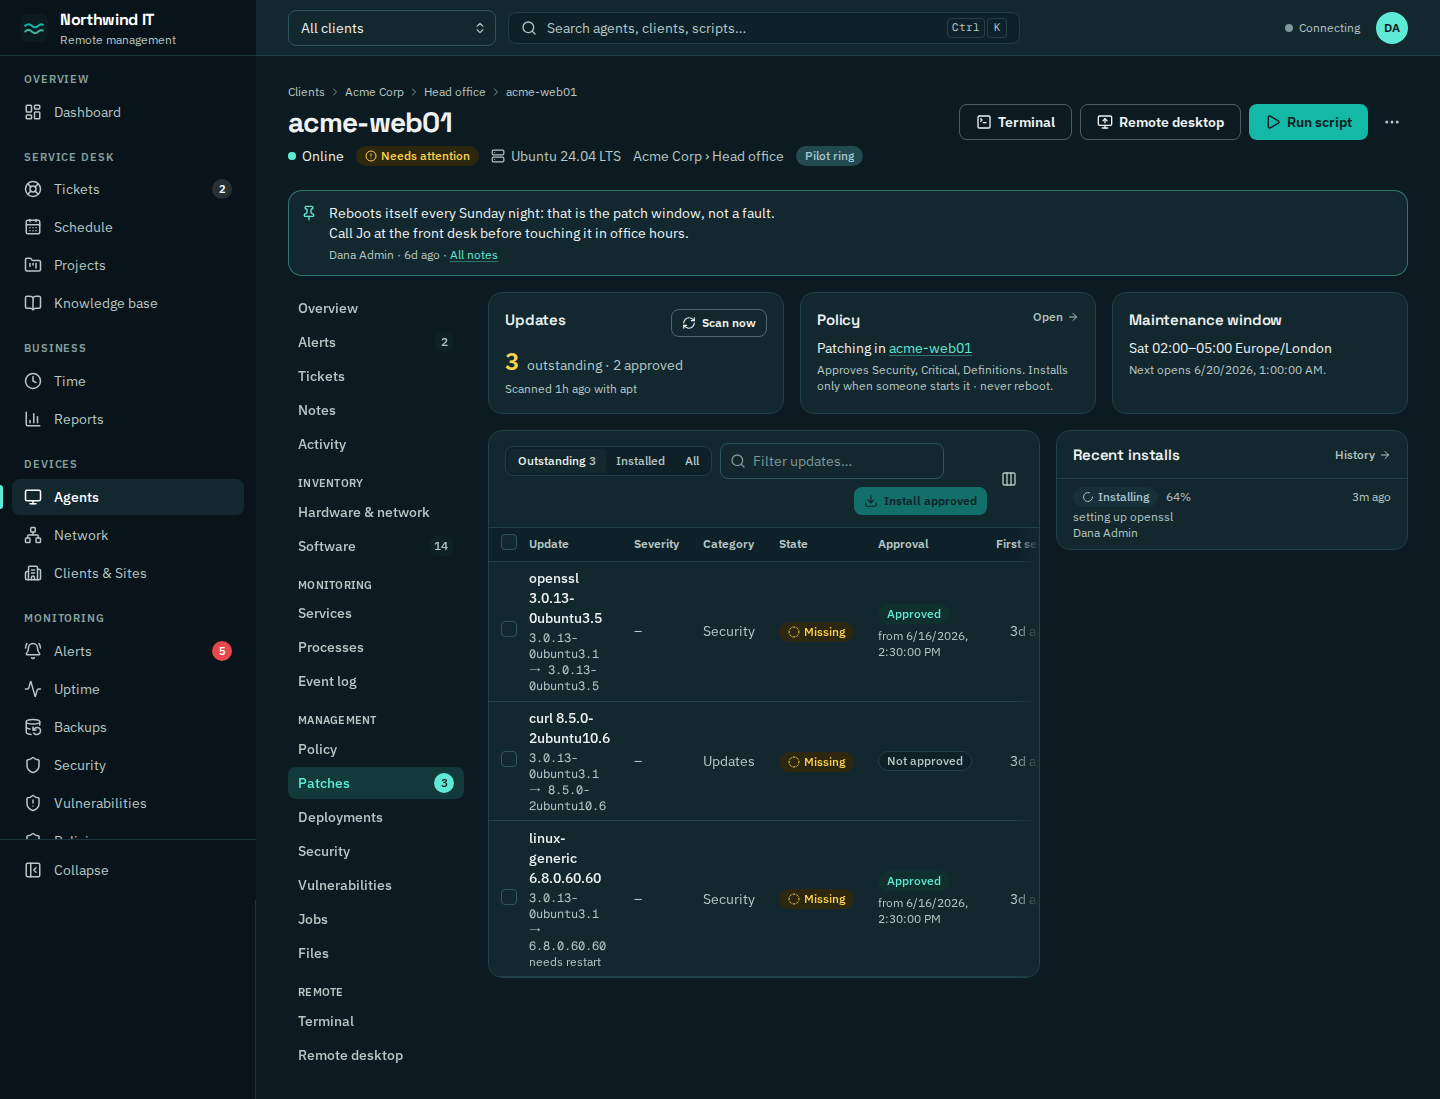 Northwind IT
Remote management
All clients
Search agents, clients, scripts...
Ctrl K
Connecting
DA
OVERVIEW
Dashboard
SERVICE DESK
Tickets 2
Schedule
Projects
Knowledge base
BUSINESS
Time
Reports
DEVICES
Agents
Network
Clients & Sites
MONITORING
Alerts 5
Uptime
Backups
Security
Vulnerabilities
Collapse
Clients > Acme Corp > Head office > acme-web01
acme-web01
Online Needs attention Ubuntu 24.04 LTS Acme Corp › Head office Pilot ring
Terminal
Remote desktop
Run script
Reboots itself every Sunday night: that is the patch window, not a fault.
Call Jo at the front desk before touching it in office hours.
Dana Admin · 6d ago · All notes
Overview
Alerts 2
Tickets
Notes
Activity
INVENTORY
Hardware & network
Software 14
MONITORING
Services
Processes
Event log
MANAGEMENT
Policy
Patches 3
Deployments
Security
Vulnerabilities
Jobs
Files
REMOTE
Terminal
Remote desktop
Updates
Scan now
3 outstanding · 2 approved
Scanned 1h ago with apt
Policy
Open →
Patching in acme-web01
Approves Security, Critical, Definitions. Installs
only when someone starts it · never reboot.
Maintenance window
Sat 02:00–05:00 Europe/London
Next opens 6/20/2026, 1:00:00 AM.
Outstanding 3 Installed All
Filter updates...
Install approved
Update Severity Category State Approval First se
openssl
3.0.13-
0ubuntu3.5
3.0.13-
0ubuntu3.1
→ 3.0.13-
0ubuntu3.5
– Security Missing
Approved
from 6/16/2026,
2:30:00 PM
3d a
curl 8.5.0-
2ubuntu10.6
3.0.13-
0ubuntu3.1
→ 8.5.0-
2ubuntu10.6
– Updates Missing Not approved 3d a
linux-
generic
6.8.0.60.60
3.0.13-
0ubuntu3.1
→
6.8.0.60.60
needs restart
– Security Missing
Approved
from 6/16/2026,
2:30:00 PM
3d a
Recent installs
History →
Installing 64% 3m ago
setting up openssl
Dana Admin